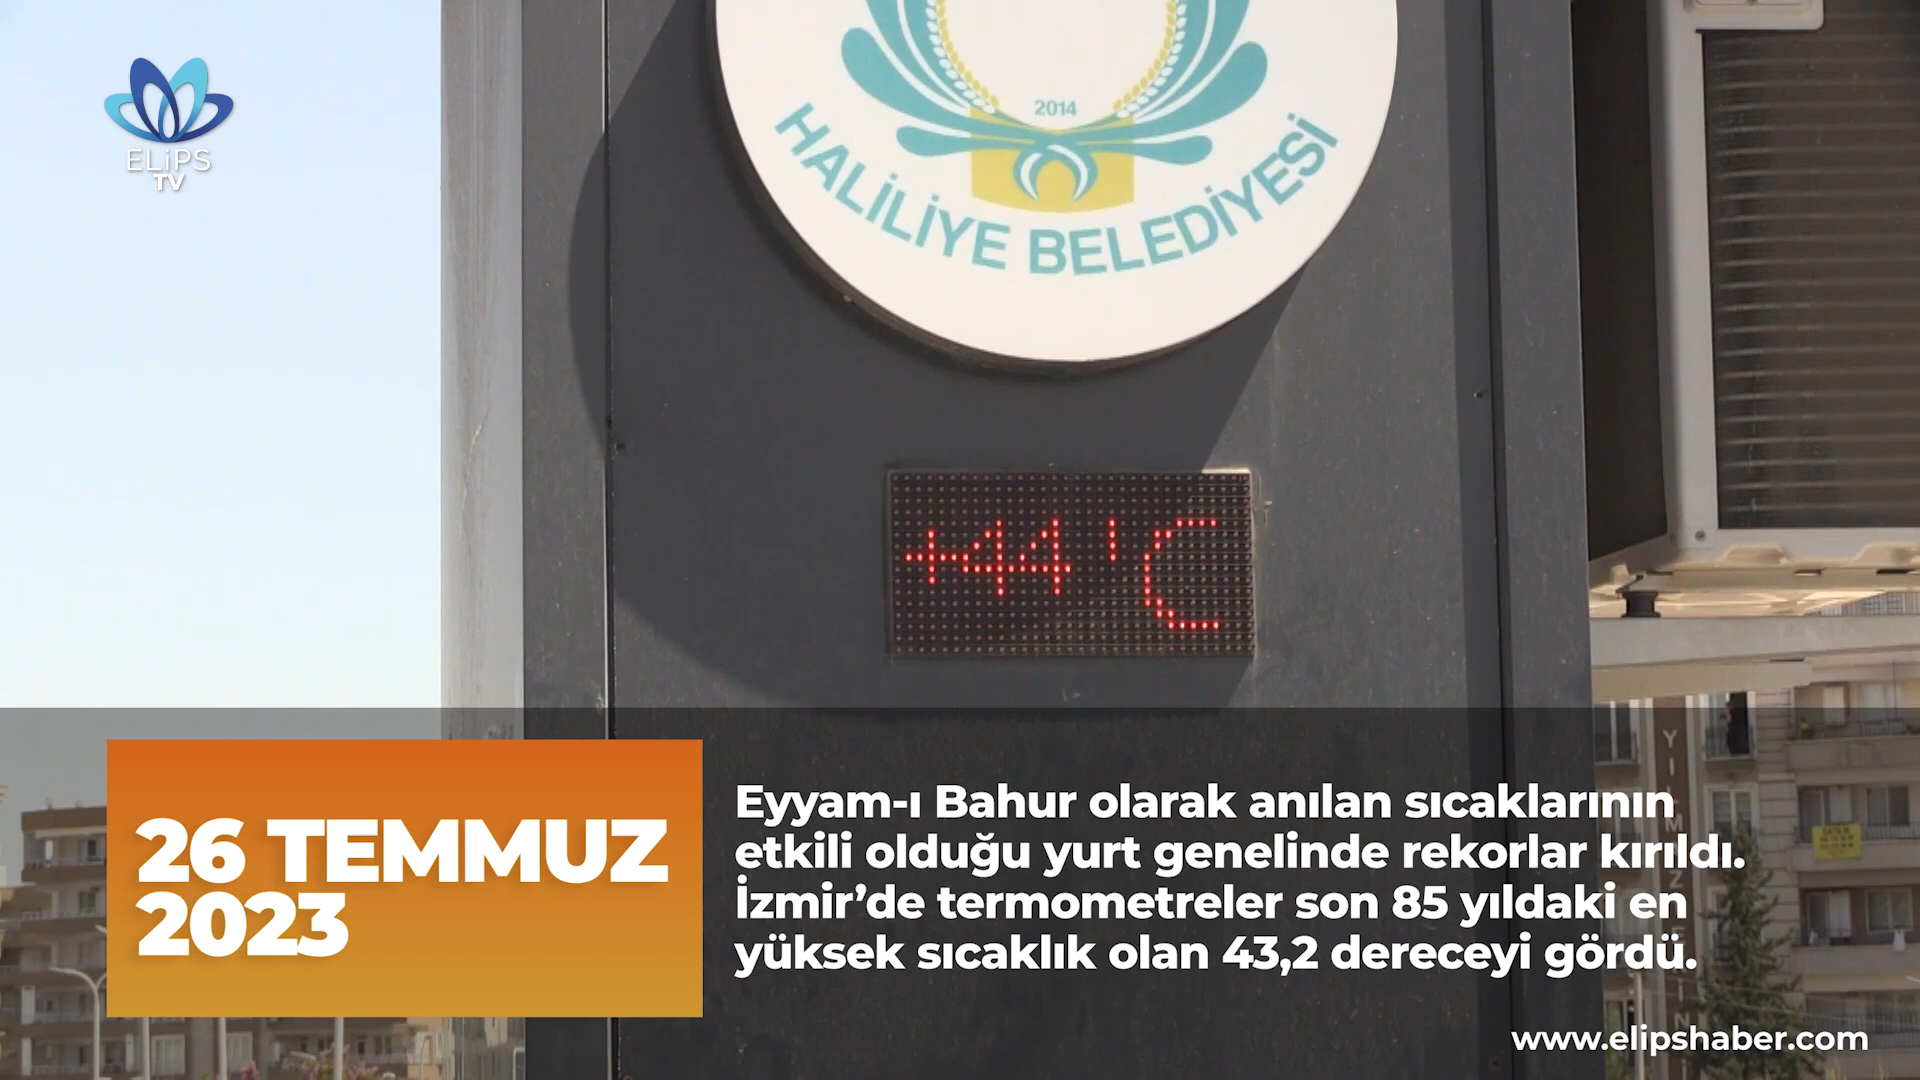 2014
HALİLİYE BELEDİYESİ
ELiPS
TV
+44 'C
26 TEMMUZ
2023
Eyyam-ı Bahur olarak anılan sıcaklarının
etkili olduğu yurt genelinde rekorlar kırıldı.
İzmir’de termometreler son 85 yıldaki en
yüksek sıcaklık olan 43,2 dereceyi gördü.
www.elipshaber.com